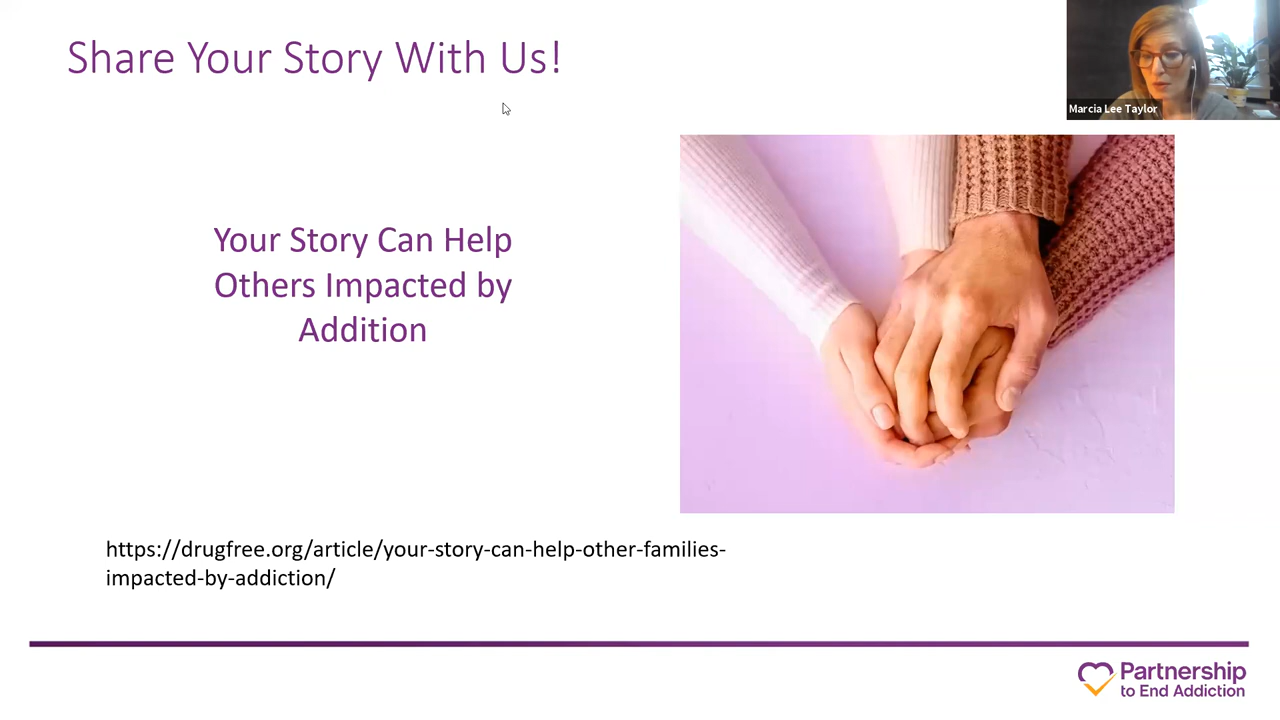 Share Your Story With Us!
Marcia Lee Taylor
Your Story Can Help
Others Impacted by
Addition
https://drugfree.org/article/your-story-can-help-other-families-
impacted-by-addiction/
Partnership
to End Addiction